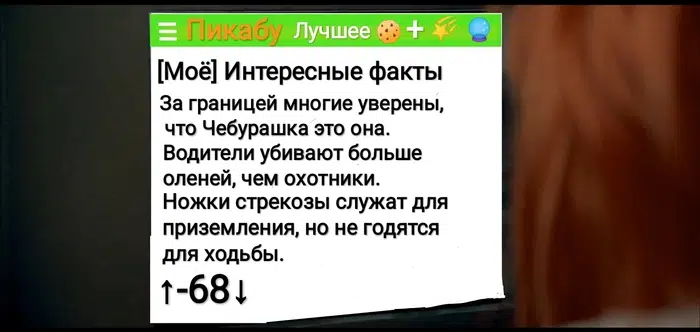 Пикабу Лучшее
[Моё] Интересные факты
За границей многие уверены,
что Чебурашка это она.
Водители убивают больше
оленей, чем охотники.
Ножки стрекозы служат для
приземления, но не годятся
для ходьбы.
↑-68↓